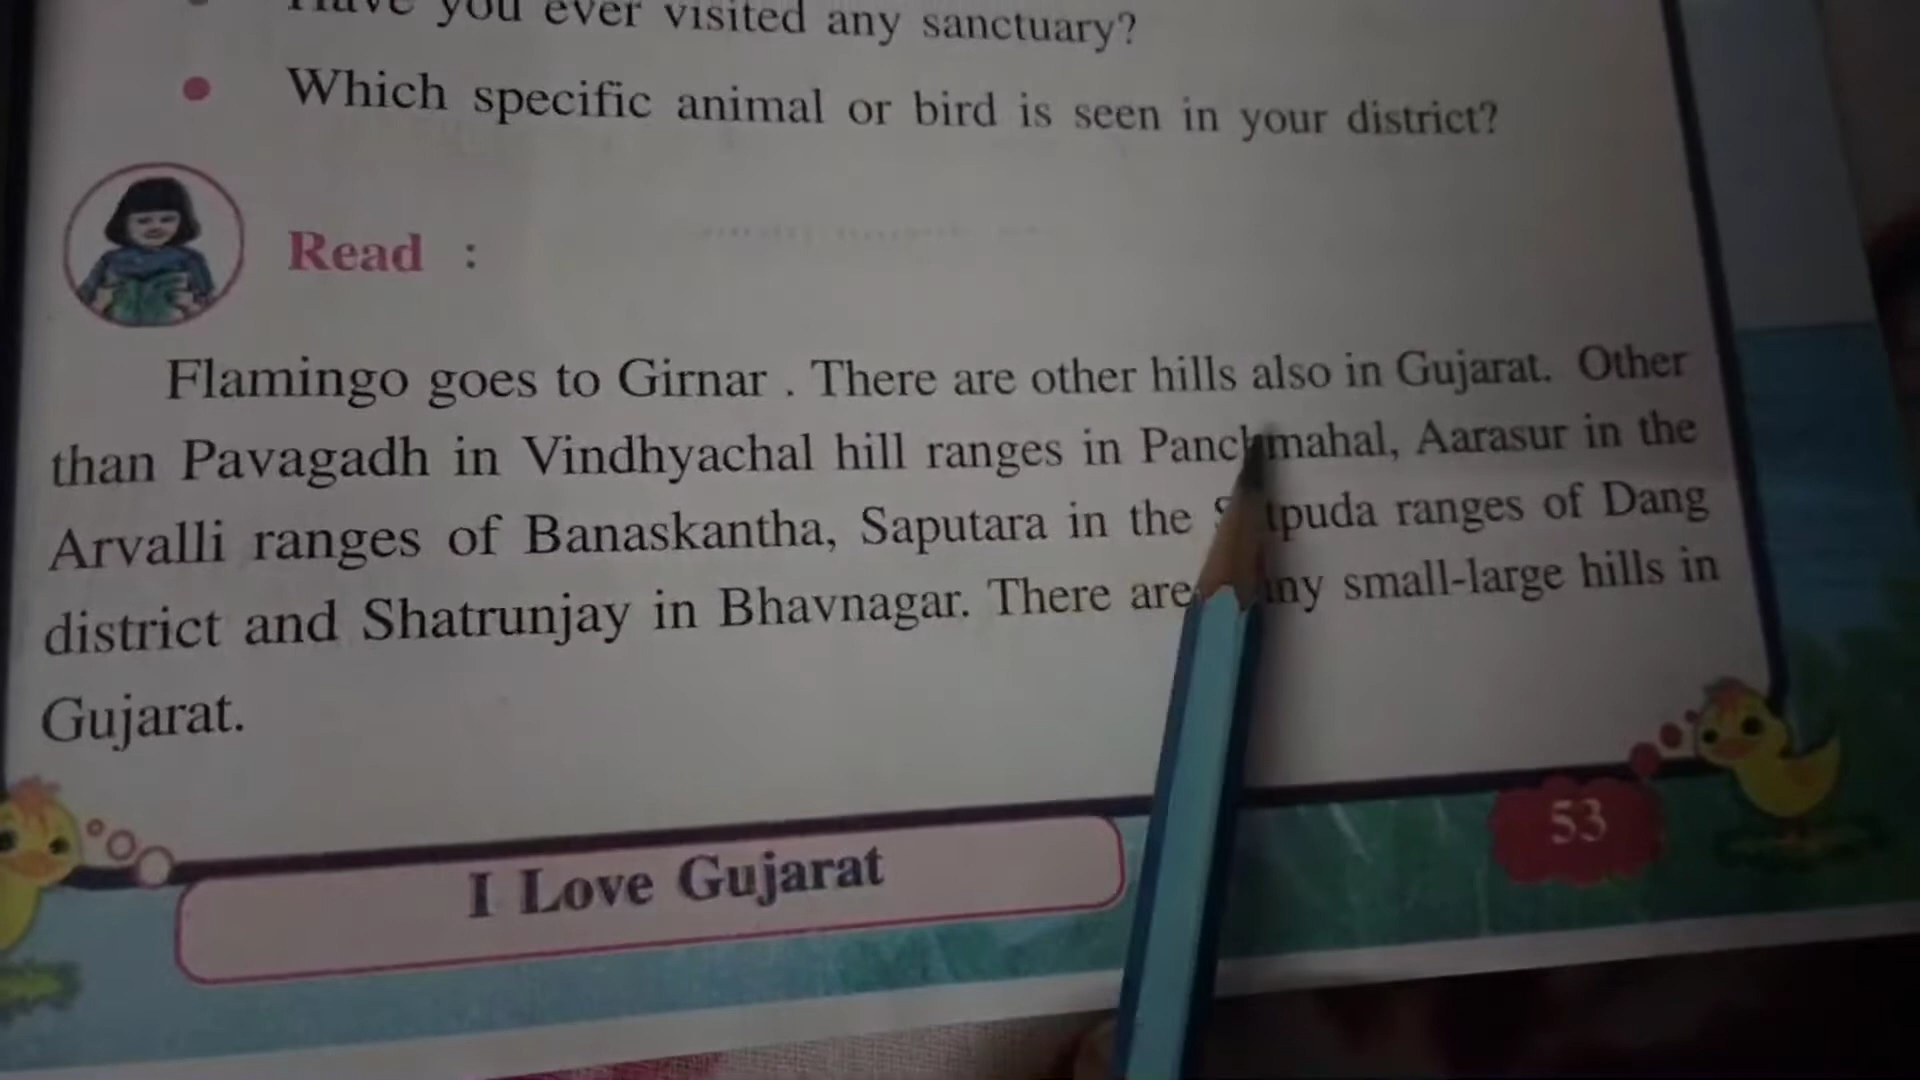 Have you ever visited any sanctuary?
• Which specific animal or bird is seen in your district?
Read :
Flamingo goes to Girnar . There are other hills also in Gujarat. Other
than Pavagadh in Vindhyachal hill ranges in Panchmahal, Aarasur in the
Arvalli ranges of Banaskantha, Saputara in the ranges of Dang
district and Shatrunjay in Bhavnagar. There are small-large hills in
Gujarat.
I Love Gujarat
53